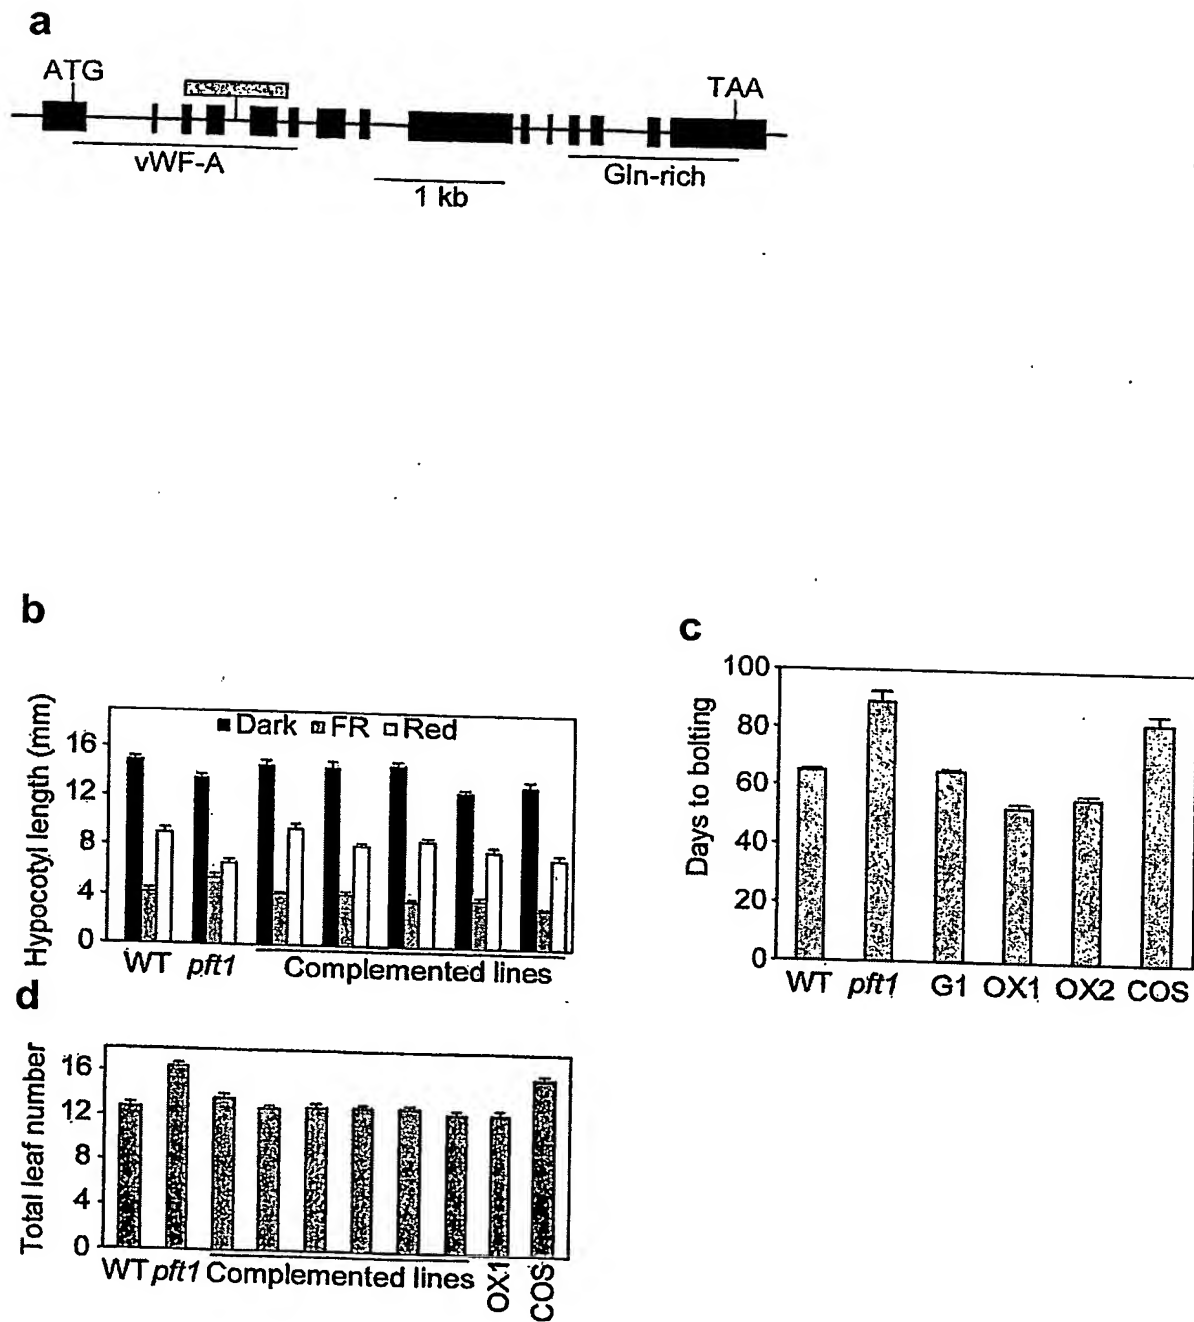 a
ATG
TAA
vWF-A
Gln-rich
1 kb
b
Hypocotyl length (mm)
16
12
8
4
0
Dark FR Red
WT pft1 Complemented lines
c
Days to bolting
100
80
60
40
20
0
WT pft1 G1 OX1 OX2 COS
d
Total leaf number
16
12
8
4
0
WT pft1 Complemented lines OX1 COS